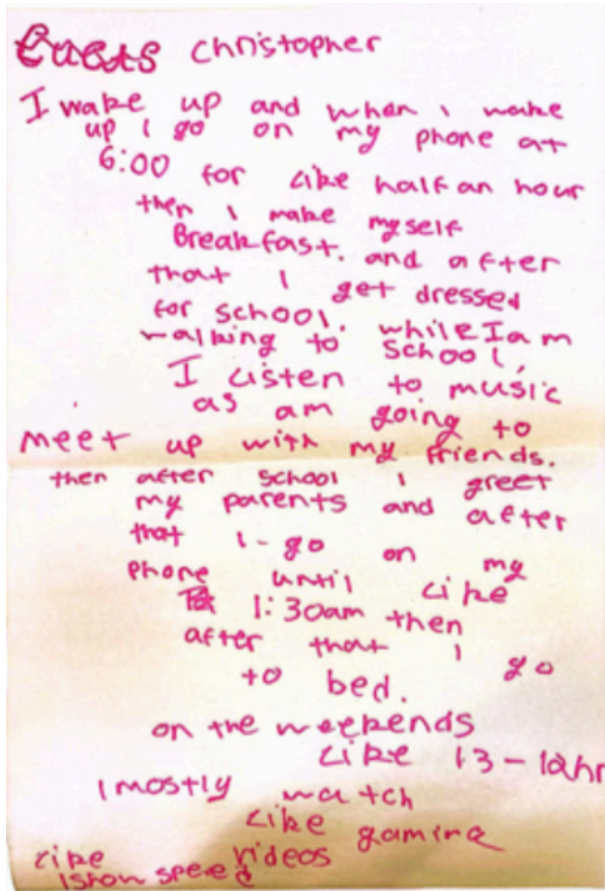 christopher
I wake up and when i wake
up i go on my phone at
6:00 for like half an hour
then i make myself
Breakfast. and after
that i get dressed
for school. while I am
walking to school,
I listen to music
as am going to
meet up with my friends.
then after school i greet
my parents and after
that i-go on my
phone until like
1:30am then
after that i go
to bed.
on the weekends
like 13-12hr
i mostly watch
like gaming
like videos
ishowspeed